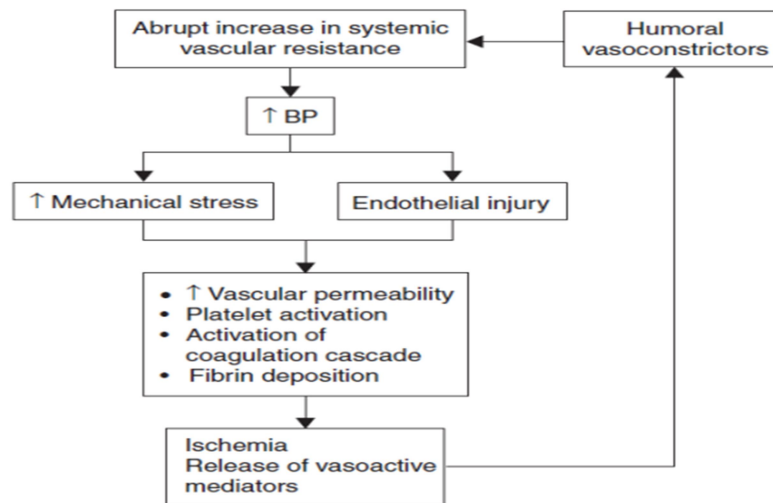 Abrupt increase in systemic
vascular resistance
Humoral
vasoconstrictors
↑ BP
↑ Mechanical stress
Endothelial injury
• ↑ Vascular permeability
• Platelet activation
• Activation of
coagulation cascade
• Fibrin deposition
Ischemia
Release of vasoactive
mediators